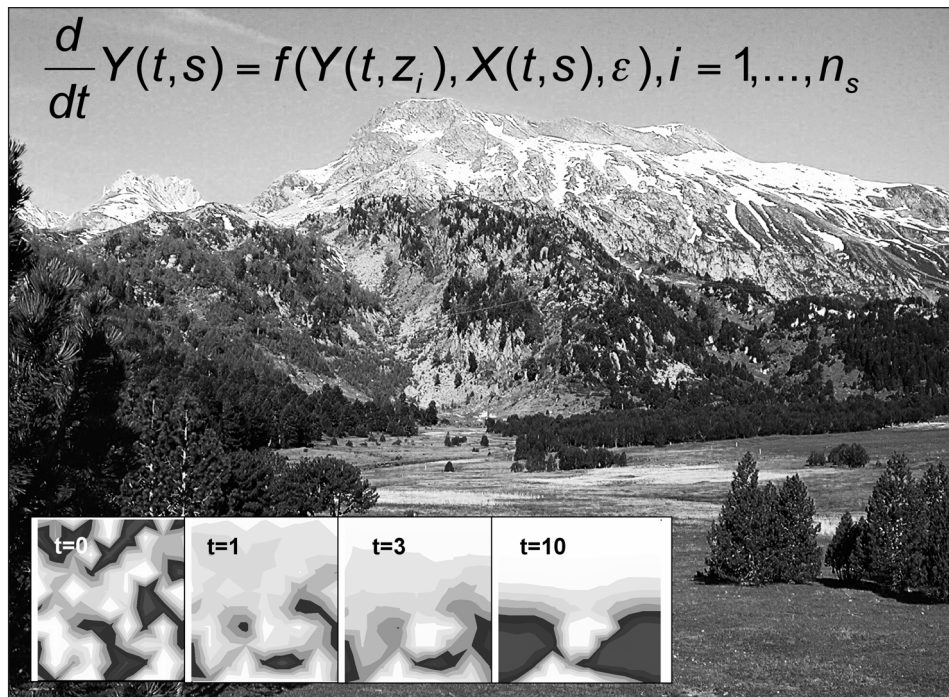 d/dt Y(t,s) = f(Y(t,z_i), X(t,s), ε), i = 1,...,n_s
t=0 t=1 t=3 t=10